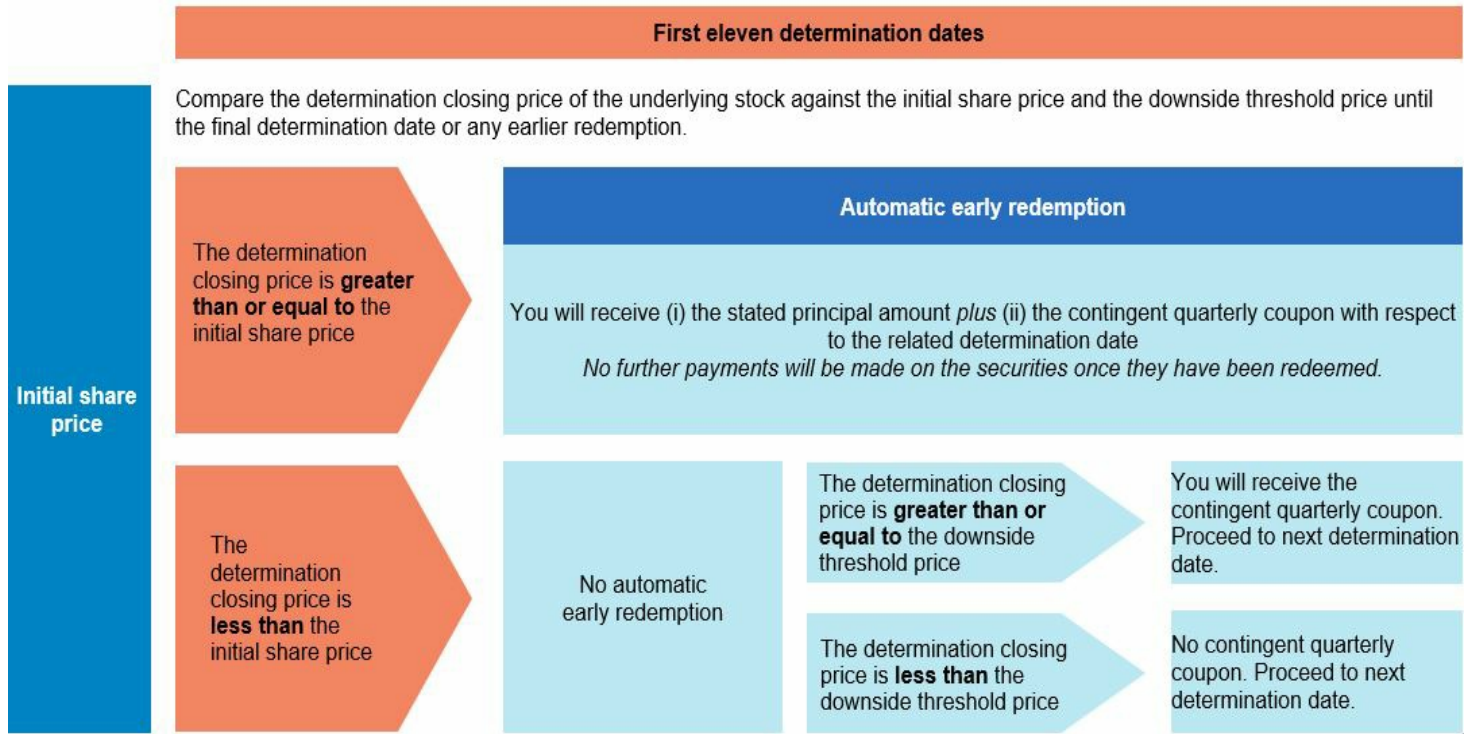 First eleven determination dates
Compare the determination closing price of the underlying stock against the initial share price and the downside threshold price until
the final determination date or any earlier redemption.
Initial share
price
The determination
closing price is greater
than or equal to the
initial share price
Automatic early redemption
You will receive (i) the stated principal amount plus (ii) the contingent quarterly coupon with respect
to the related determination date
No further payments will be made on the securities once they have been redeemed.
The
determination
closing price is
less than the
initial share price
No automatic
early redemption
The determination closing
price is greater than or
equal to the downside
threshold price
You will receive the
contingent quarterly coupon.
Proceed to next determination
date.
The determination closing
price is less than the
downside threshold price
No contingent quarterly
coupon. Proceed to next
determination date.